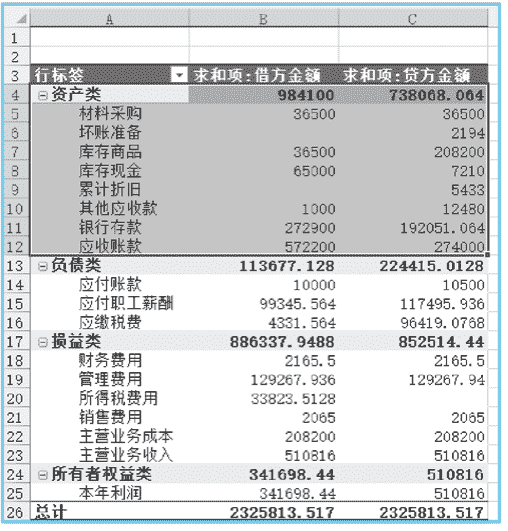 A B C
1
2
3 行标签 求和项:借方金额 求和项:贷方金额
4 资产类 984100 738068.064
5 材料采购 36500 36500
6 坏账准备 2194
7 库存商品 36500 208200
8 库存现金 65000 7210
9 累计折旧 5433
10 其他应收款 1000 12480
11 银行存款 272900 192051.064
12 应收账款 572200 274000
13 负债类 113677.128 224415.0128
14 应付账款 10000 10500
15 应付职工薪酬 99345.564 117495.936
16 应缴税费 4331.564 96419.0768
17 损益类 886337.9488 852514.44
18 财务费用 2165.5 2165.5
19 管理费用 129267.936 129267.94
20 所得税费用 33823.5128
21 销售费用 2065 2065
22 主营业务成本 208200 208200
23 主营业务收入 510816 510816
24 所有者权益类 341698.44 510816
25 本年利润 341698.44 510816
26 总计 2325813.517 2325813.517